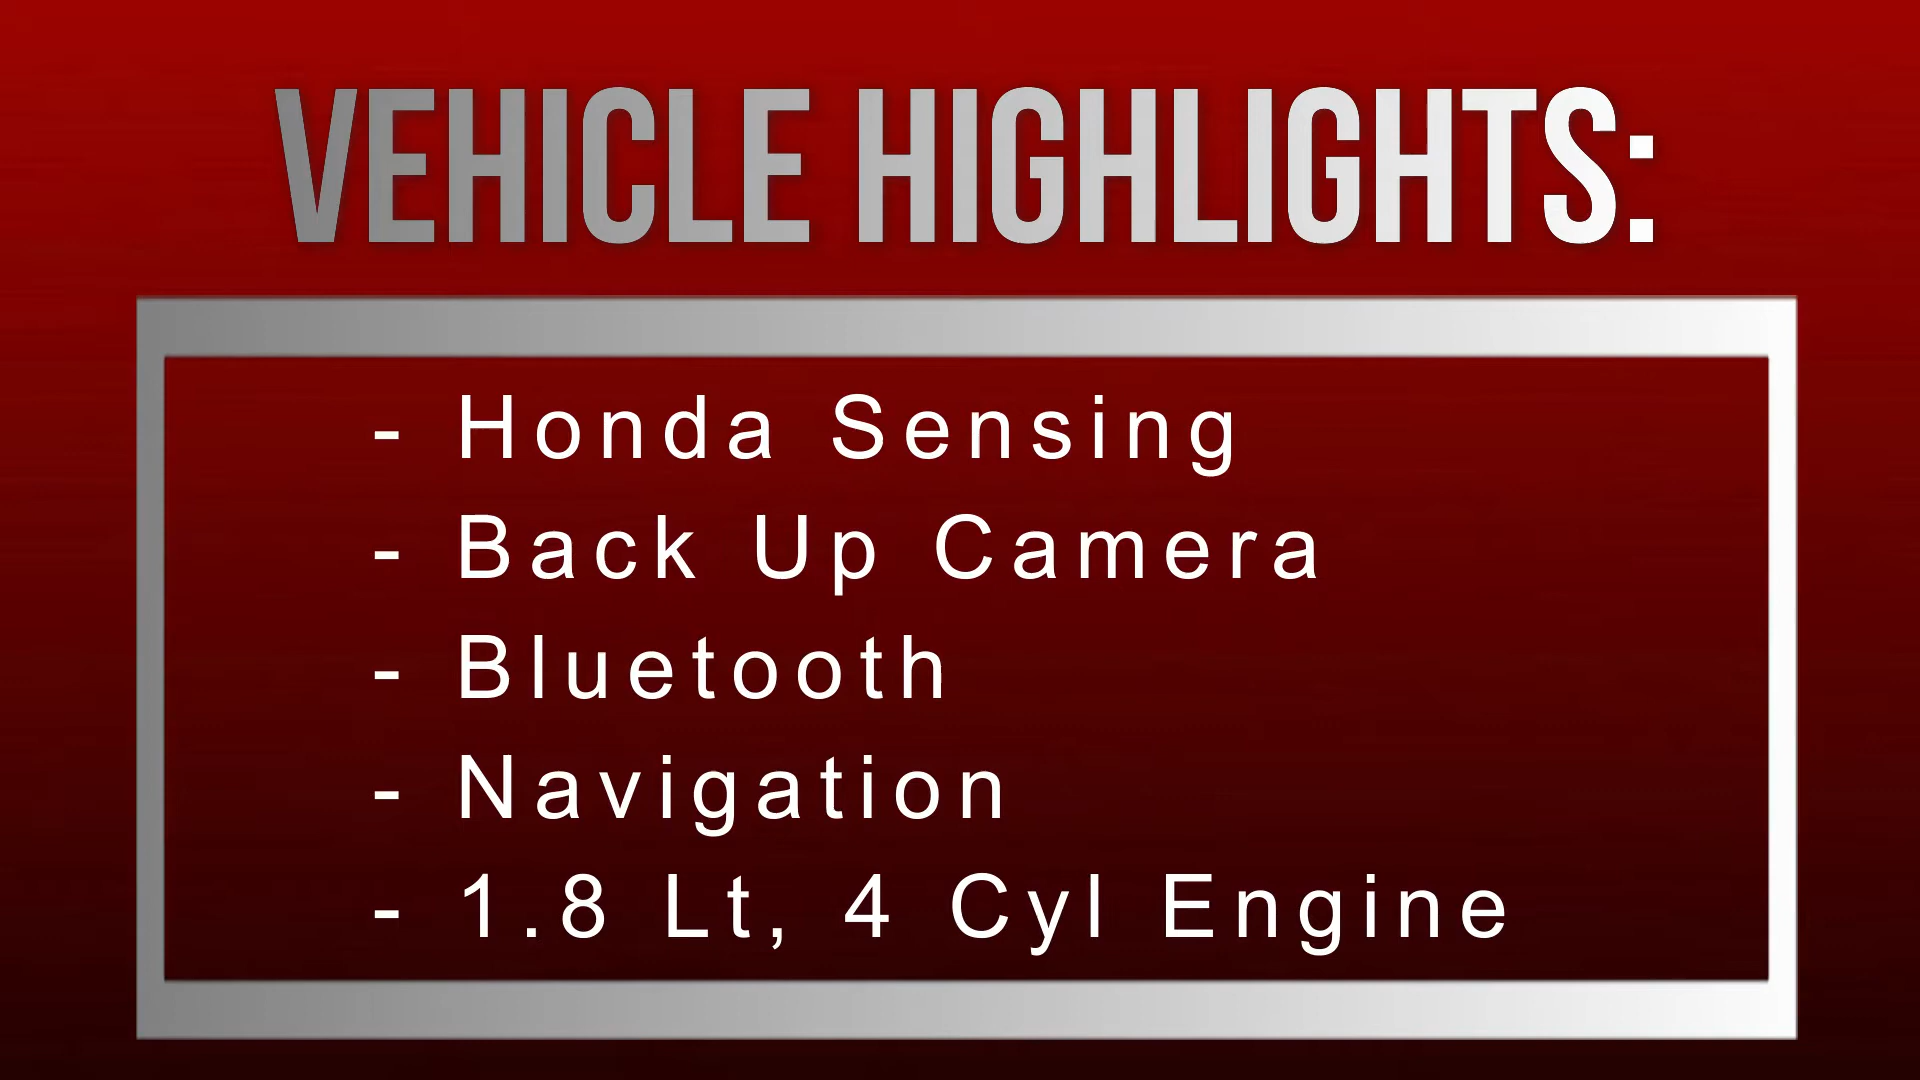 VEHICLE HIGHLIGHTS:
- Honda Sensing
- Back Up Camera
- Bluetooth
- Navigation
- 1.8 Lt, 4 Cyl Engine